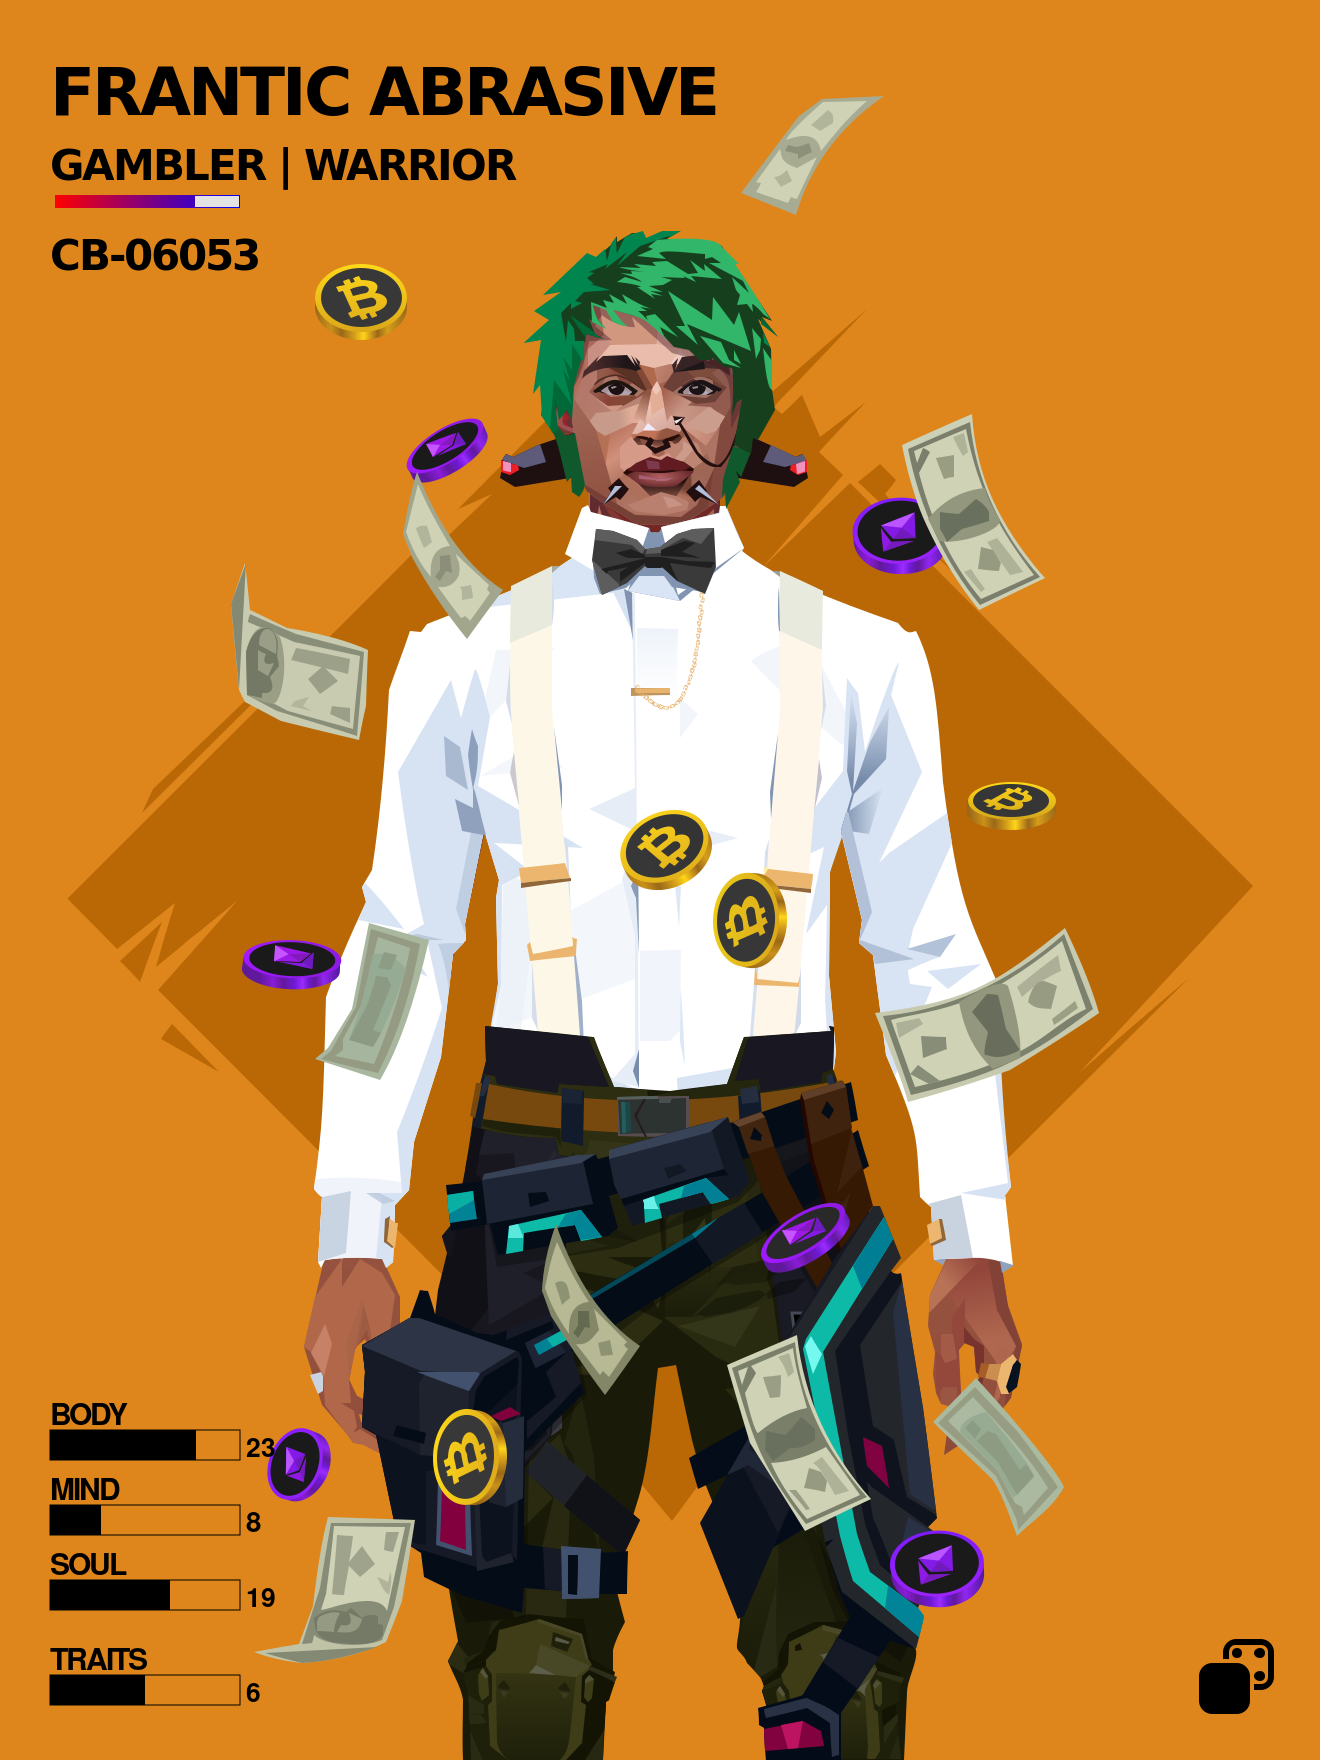 FRANTIC ABRASIVE
GAMBLER | WARRIOR
CB-06053
BODY
23
MIND
8
SOUL
19
TRAITS
6